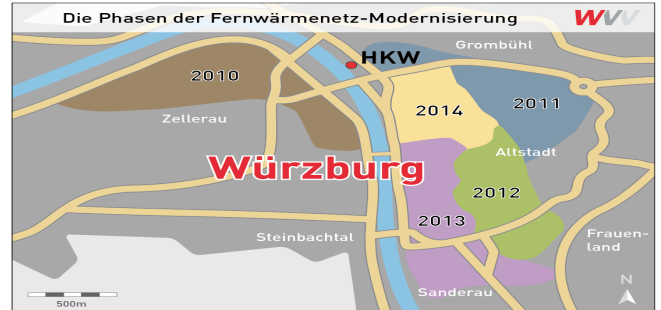 Die Phasen der Fernwärmenetz-Modernisierung
WVV
Grombühl
HKW
2010
2011
2014
Zellerau
Altstadt
Würzburg
2012
2013
Steinbachtal
Frauen-
land
N
Sanderau
500m